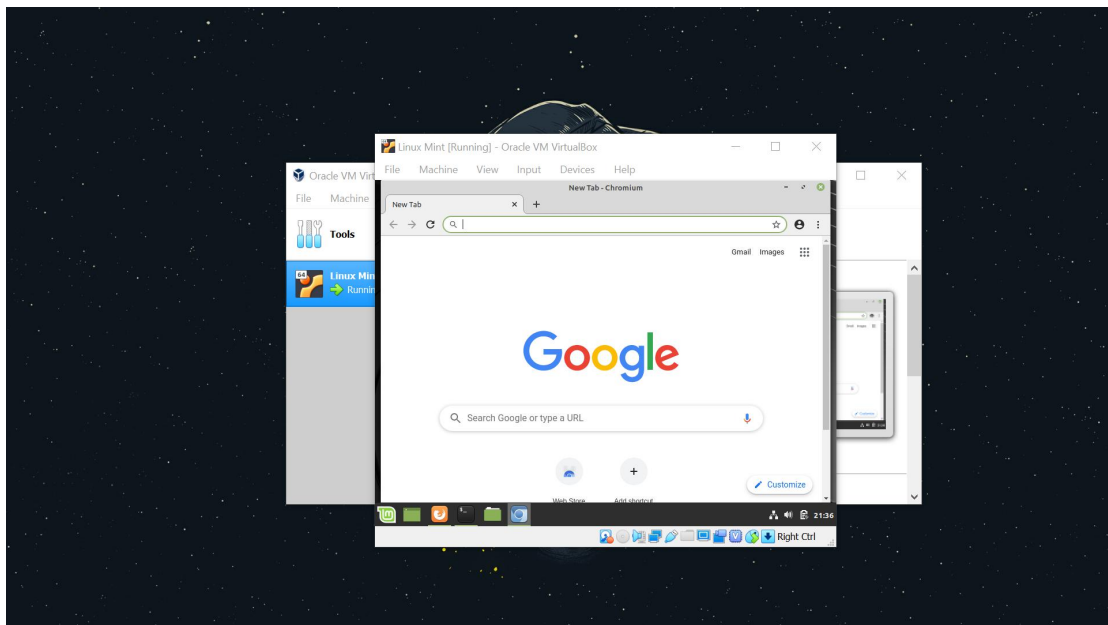 Linux Mint [Running] - Oracle VM VirtualBox
File Machine View Input Devices Help
New Tab - Chromium
New Tab
Gmail Images
Google
Search Google or type a URL
Web Store Add shortcut
Customize
21:36
Right Ctrl
Oracle VM Virt
File Machine
Tools
64
Linux Min
Runnin